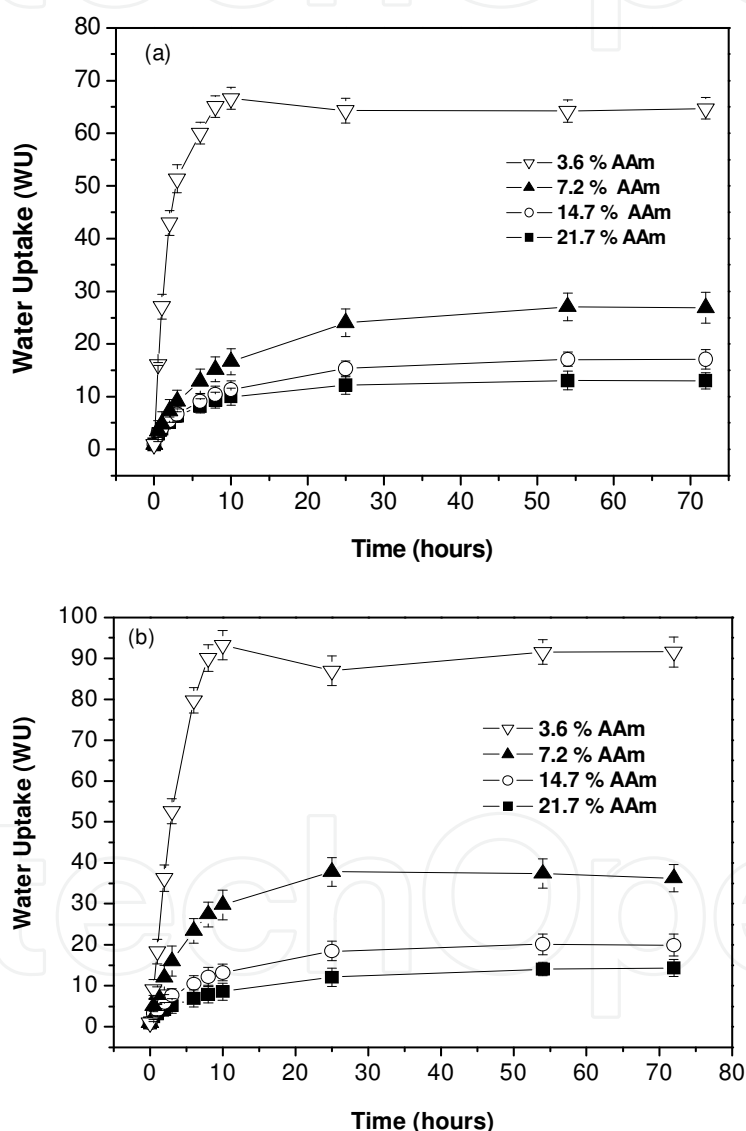 (a)
80
70
60
50
40
30
20
10
0
Water Uptake (WU)
3.6 % AAm
7.2 % AAm
14.7 % AAm
21.7 % AAm
0 10 20 30 40 50 60 70
Time (hours)
(b)
100
90
80
70
60
50
40
30
20
10
0
Water Uptake (WU)
3.6 % AAm
7.2 % AAm
14.7 % AAm
21.7 % AAm
0 10 20 30 40 50 60 70 80
Time (hours)